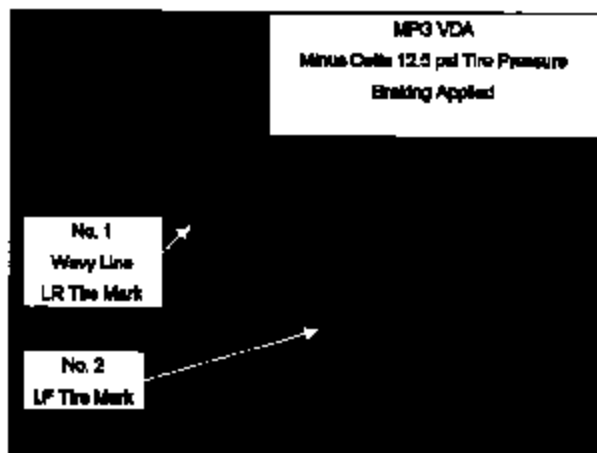 MPG VDA
Minus Delta 12.5 psi Tire Pressure
Braking Applied
No. 1
Wavy Line
LR Tire Mark
No. 2
LF Tire Mark